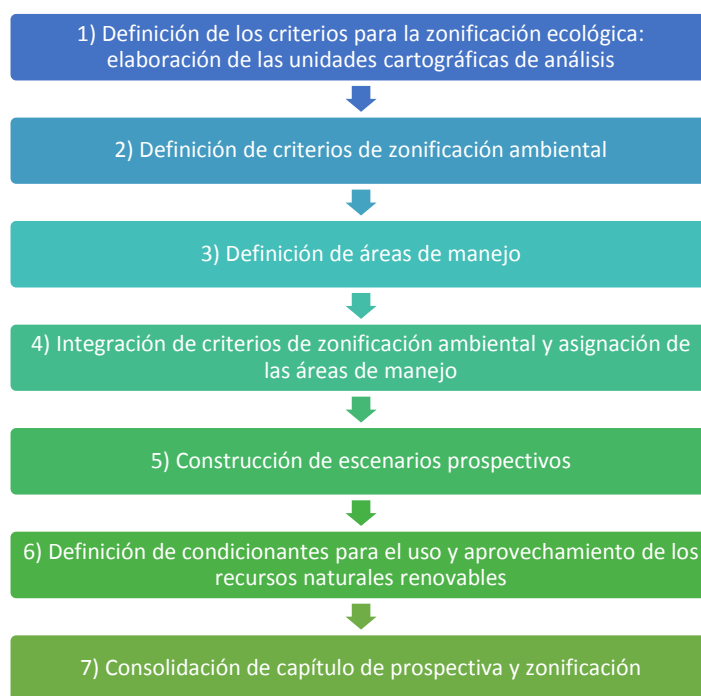 1) Definición de los criterios para la zonificación ecológica:
elaboración de las unidades cartográficas de análisis
2) Definición de criterios de zonificación ambiental
3) Definición de áreas de manejo
4) Integración de criterios de zonificación ambiental y asignación de
las áreas de manejo
5) Construcción de escenarios prospectivos
6) Definición de condicionantes para el uso y aprovechamiento de los
recursos naturales renovables
7) Consolidación de capítulo de prospectiva y zonificación